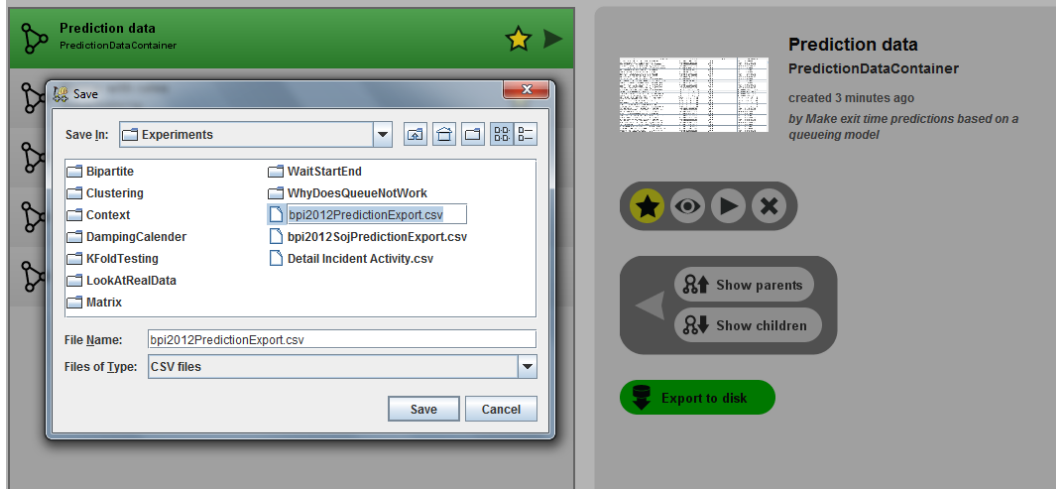 Prediction data
PredictionDataContainer
Save
Save In: Experiments
Bipartite
Clustering
Context
DampingCalender
KFoldTesting
LookAtRealData
Matrix
WaitStartEnd
WhyDoesQueueNotWork
bpi2012PredictionExport.csv
bpi2012SojPredictionExport.csv
Detail Incident Activity.csv
File Name: bpi2012PredictionExport.csv
Files of Type: CSV files
Save Cancel
Prediction data
PredictionDataContainer
created 3 minutes ago
by Make exit time predictions based on a
queueing model
Show parents
Show children
Export to disk